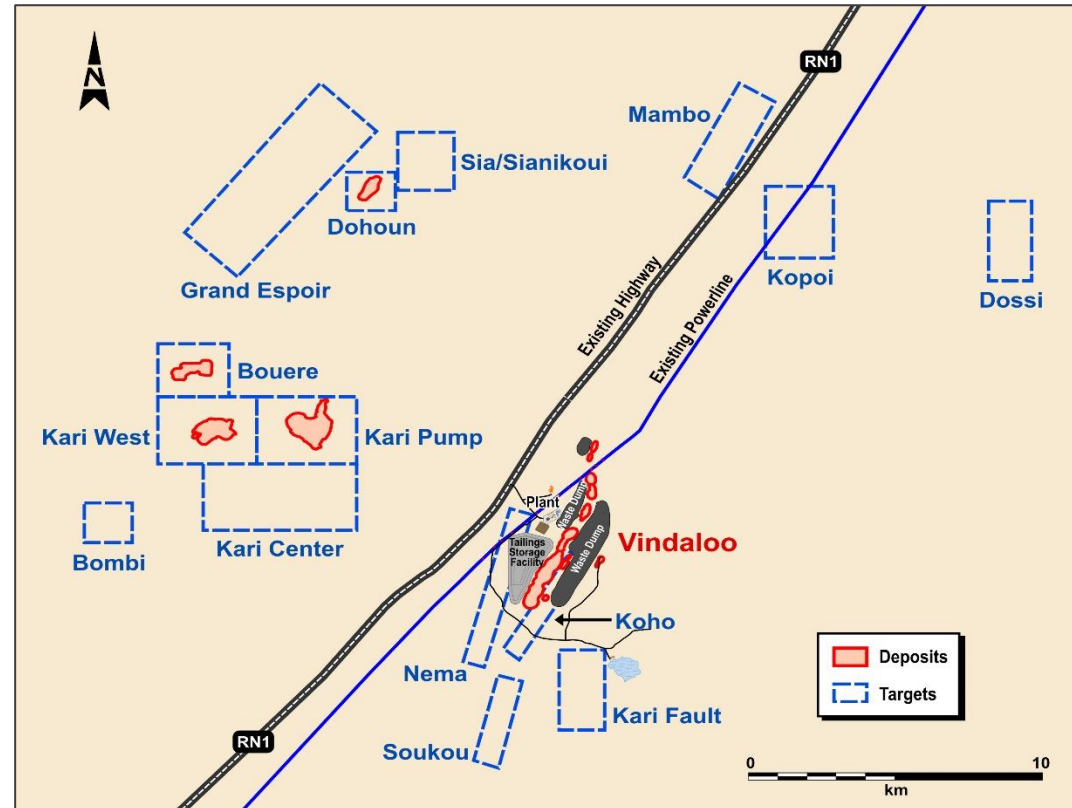 N
RN1
Mambo
Sia/Sianikoui
Dohoun
Grand Espoir
Kopoi
Dossi
Existing Highway
Existing Powerline
Bouere
Kari West
Kari Pump
Kari Center
Bombi
Plant
Waste Dump
Tailings
Storage
Facility
Waste Dump
Vindaloo
Koho
Nema
Kari Fault
Soukou
RN1
Deposits
Targets
0
10
km